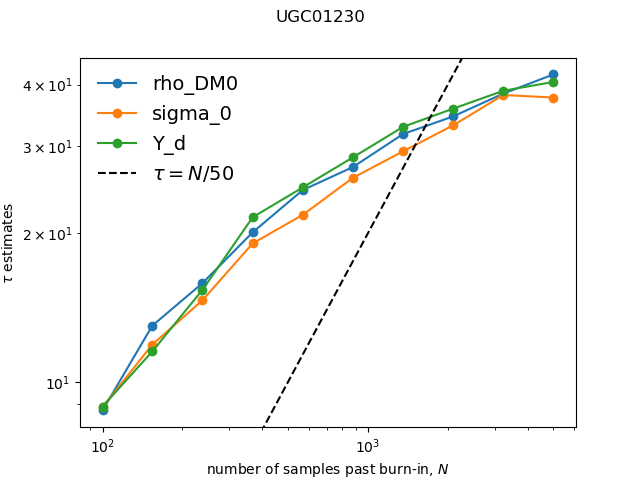 UGC01230
rho_DM0
sigma_0
Y_d
τ = N/50
4 × 10¹
3 × 10¹
2 × 10¹
10¹
τ estimates
10² 10³
number of samples past burn-in, N